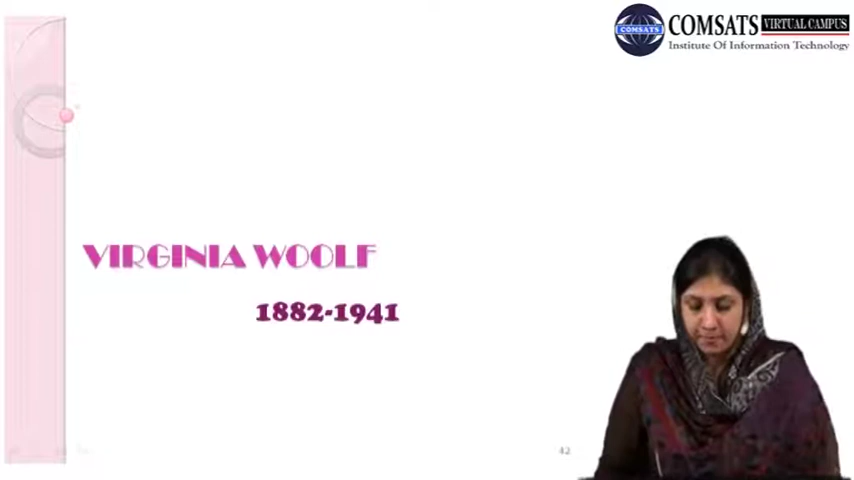 COMSATS VIRTUAL CAMPUS
COMSATS
Institute Of Information Technology
VIRGINIA WOOLF
1882-1941
42